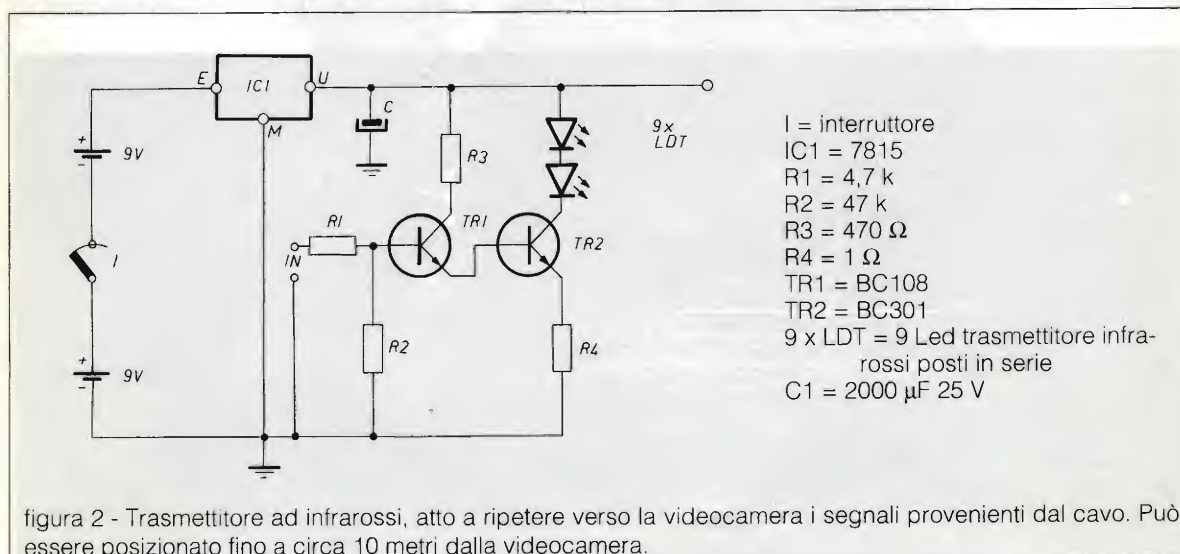 E
IC1
U
M
C
+
9V
-
R3
9x
LDT
TR1
TR2
R1
IN
I
R2
R4
+
9V
-
I = interruttore
IC1 = 7815
R1 = 4,7 k
R2 = 47 k
R3 = 470 Ω
R4 = 1 Ω
TR1 = BC108
TR2 = BC301
9 x LDT = 9 Led trasmettitore infra-
rossi posti in serie
C1 = 2000 µF 25 V
figura 2 - Trasmettitore ad infrarossi, atto a ripetere verso la videocamera i segnali provenienti dal cavo. Può
essere posizionato fino a circa 10 metri dalla videocamera.